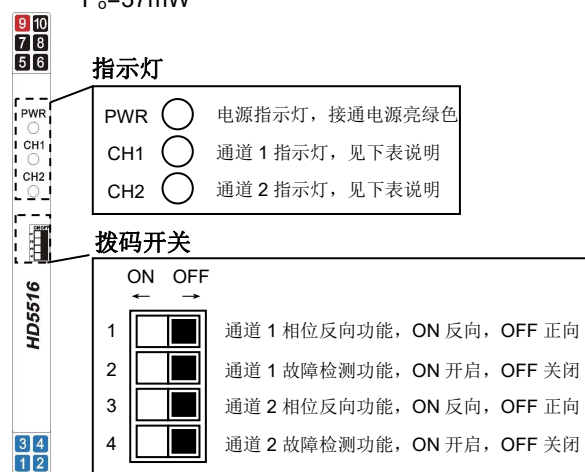 Pₒ=37mW
9 10
7 8
5 6
PWR
CH1
CH2
ON OFF
HD5516
3 4
1 2
指示灯
PWR 电源指示灯，接通电源亮绿色
CH1 通道 1 指示灯，见下表说明
CH2 通道 2 指示灯，见下表说明
拨码开关
ON OFF
← →
1 通道 1 相位反向功能，ON 反向，OFF 正向
2 通道 1 故障检测功能，ON 开启，OFF 关闭
3 通道 2 相位反向功能，ON 反向，OFF 正向
4 通道 2 故障检测功能，ON 开启，OFF 关闭